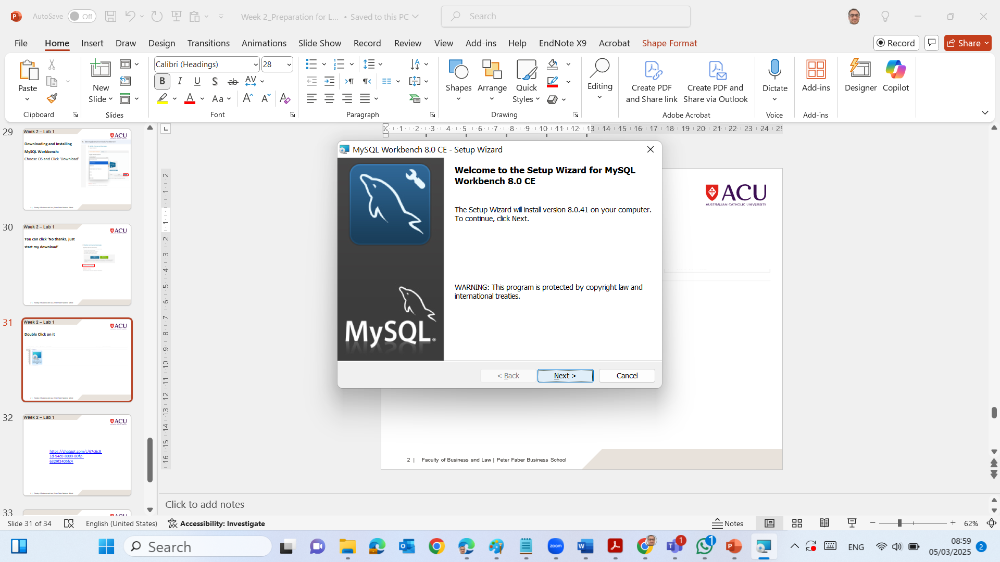 AutoSave
Off
Week 2_Preparation for L... • Saved to this PC
Search
File
Home
Insert
Draw
Design
Transitions
Animations
Slide Show
Record
Review
View
Add-ins
Help
EndNote X9
Acrobat
Shape Format
Record
Share
Paste
New
Slide
Calibri (Headings)
28
Shapes
Arrange
Quick
Styles
Editing
Create PDF
and Share link
Create PDF and
Share via Outlook
Dictate
Add-ins
Designer
Copilot
Clipboard
Slides
Font
Paragraph
Drawing
Adobe Acrobat
Voice
Add-ins
29
Week 2 – Lab 1
ACU
Downloading and Installing
MySQL Workbench:
Choose OS and Click 'Download'
30
Week 2 – Lab 1
ACU
You can click 'No thanks, just
start my download'
31
Week 2 – Lab 1
ACU
Double Click on it
32
Week 2 – Lab 1
ACU
https://chatgpt.com/c/67c6c8
1d-94c0-8009-80f2-
6329f2405fc4
33
MySQL Workbench 8.0 CE - Setup Wizard
Welcome to the Setup Wizard for MySQL
Workbench 8.0 CE
The Setup Wizard will install version 8.0.41 on your computer.
To continue, click Next.
WARNING: This program is protected by copyright law and
international treaties.
MySQL
< Back
Next >
Cancel
ACU
AUSTRALIAN CATHOLIC UNIVERSITY
2 | Faculty of Business and Law | Peter Faber Business School
Click to add notes
Slide 31 of 34
English (United States)
Accessibility: Investigate
Notes
62%
Search
zoom
1
1
ENG
08:59
05/03/2025
2